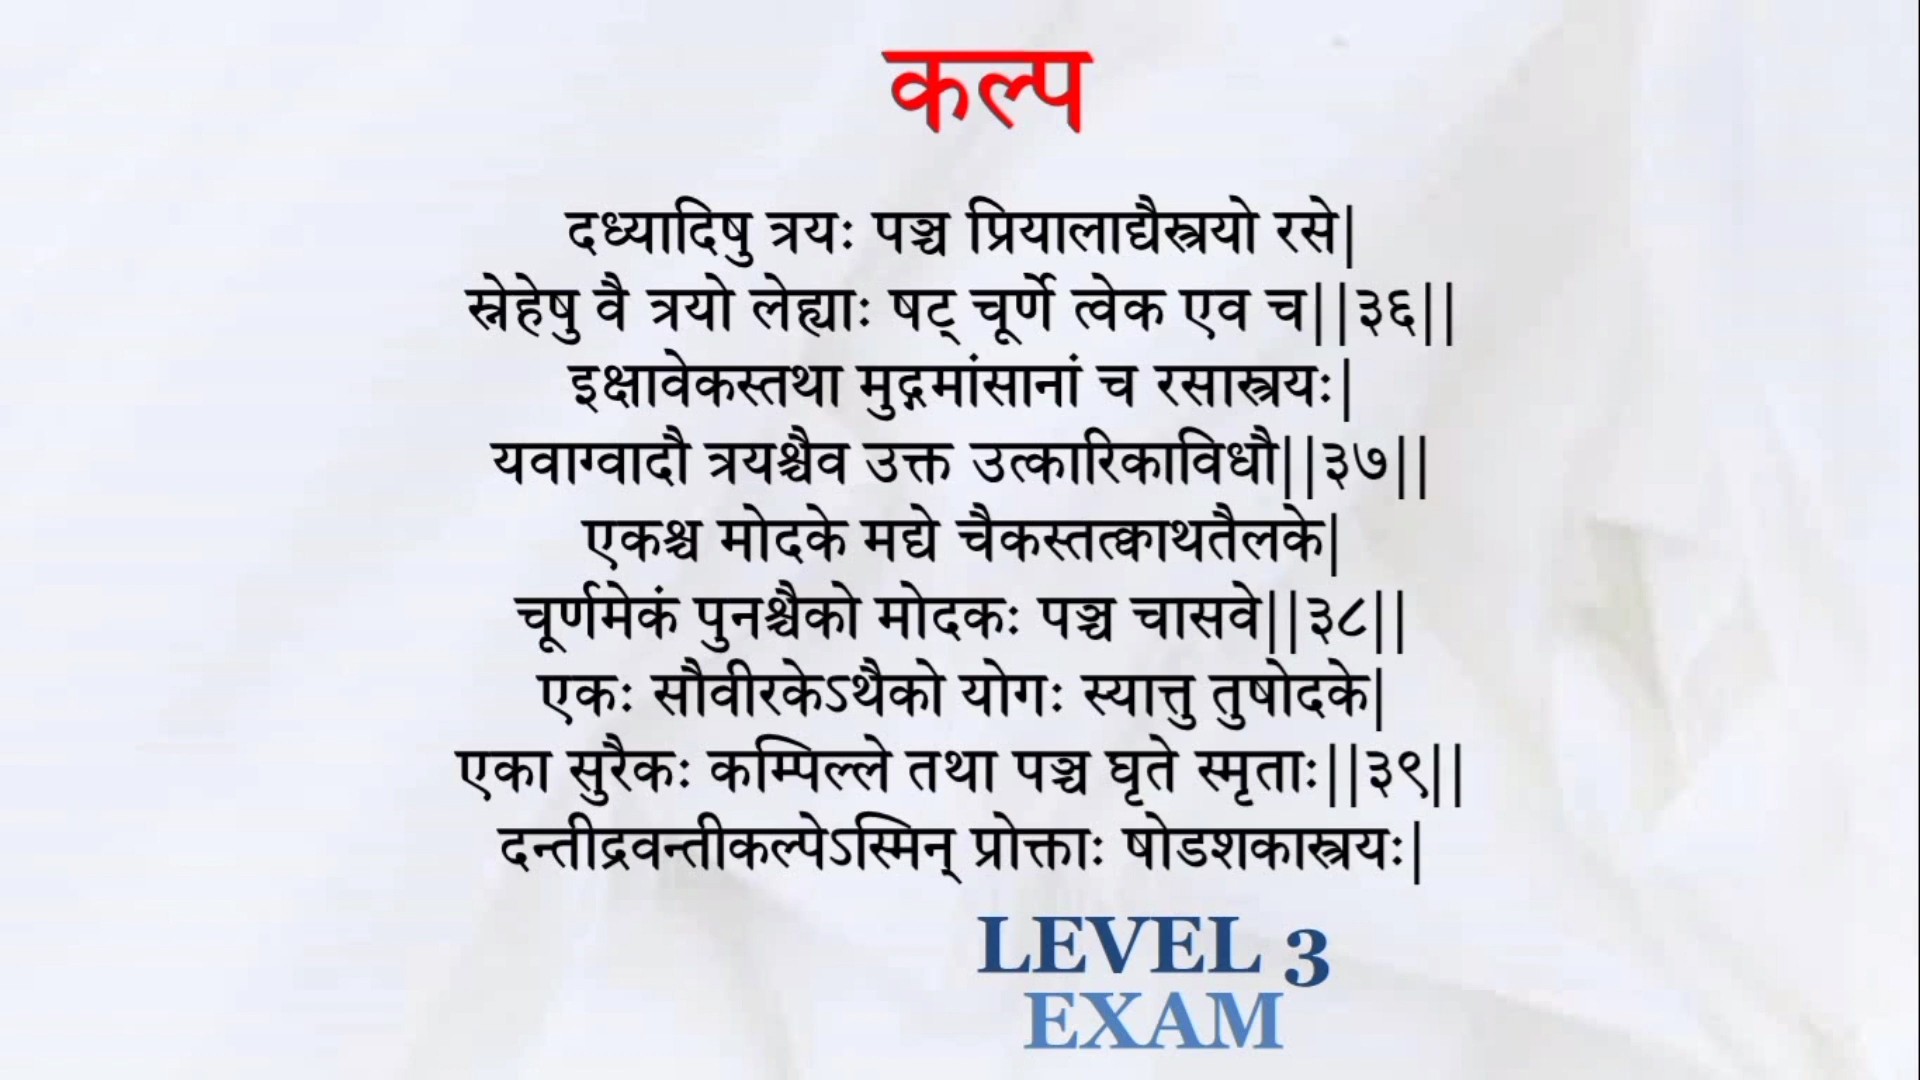 कल्प
दध्यादिषु त्रयः पञ्च प्रियालाद्यैस्त्रयो रसे|
स्नेहेषु वै त्रयो लेह्याः षट् चूर्णे त्वेक एव च||३६||
इक्षावेकस्तथा मुद्गमांसानां च रसास्त्रयः|
यवाग्वादौ त्रयश्चैव उक्त उत्कारिकाविधौ||३७||
एकश्च मोदके मद्ये चैकस्तत्क्वाथतैलके|
चूर्णमेकं पुनश्चैको मोदकः पञ्च चासवे||३८||
एकः सौवीरकेऽथैको योगः स्यात्तु तुषोदके|
एका सुरैकः कम्पिल्ले तथा पञ्च घृते स्मृताः||३९||
दन्तीद्रवन्तीकल्पेऽस्मिन् प्रोक्ताः षोडशकास्त्रयः|
LEVEL 3
EXAM